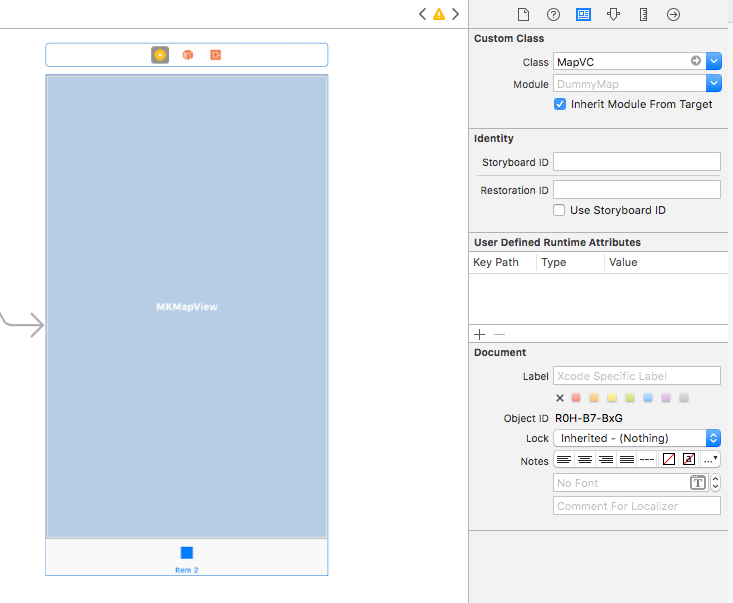 Custom Class
Class MapVC
Module DummyMap
Inherit Module From Target
Identity
Storyboard ID
Restoration ID
Use Storyboard ID
User Defined Runtime Attributes
Key Path Type Value
MKMapView
Document
Label Xcode Specific Label
Object ID R0H-B7-BxG
Lock Inherited - (Nothing)
Notes
No Font
Comment For Localizer
Item 2